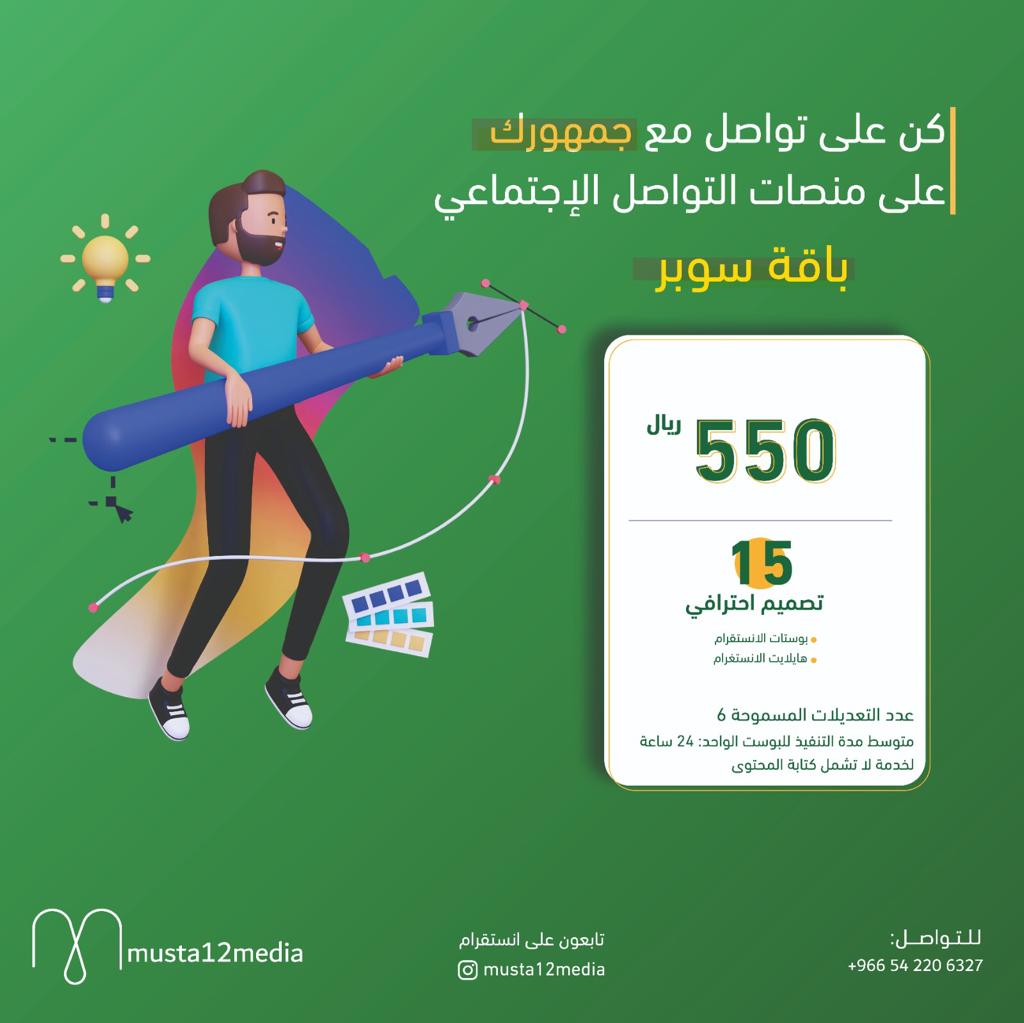 كن على تواصل مع جمهورك
على منصات التواصل الإجتماعي
باقة سوبر
550 ريال
15
تصميم احترافي
بوستات الانستقرام
هايلايت الانستغرام
عدد التعديلات المسموحة 6
متوسط مدة التنفيذ للبوست الواحد: 24 ساعة
لخدمة لا تشمل كتابة المحتوى
للتواصل:
+966 54 220 6327
تابعون على انستقرام
musta12media
musta12media